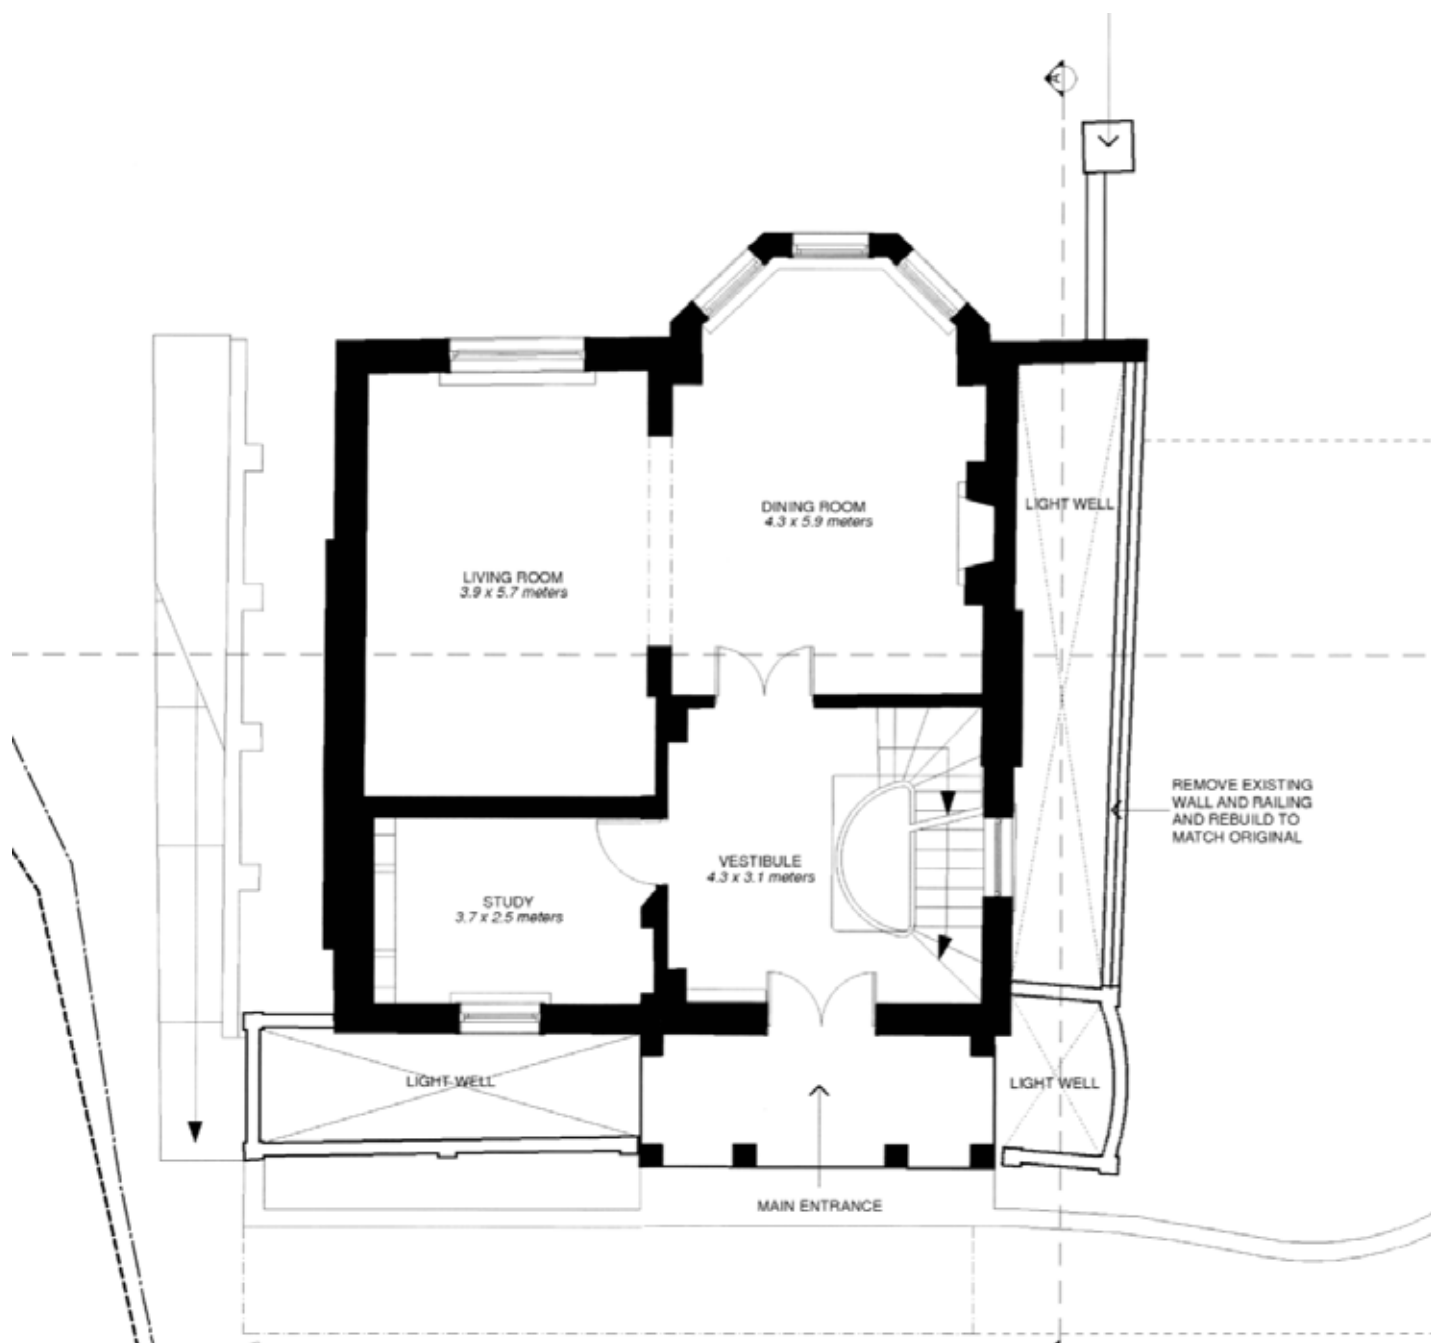 A
DINING ROOM
4.3 x 5.9 meters
LIGHT WELL
LIVING ROOM
3.9 x 5.7 meters
REMOVE EXISTING
WALL AND RAILING
AND REBUILD TO
MATCH ORIGINAL
VESTIBULE
4.3 x 3.1 meters
STUDY
3.7 x 2.5 meters
LIGHT WELL
LIGHT WELL
MAIN ENTRANCE